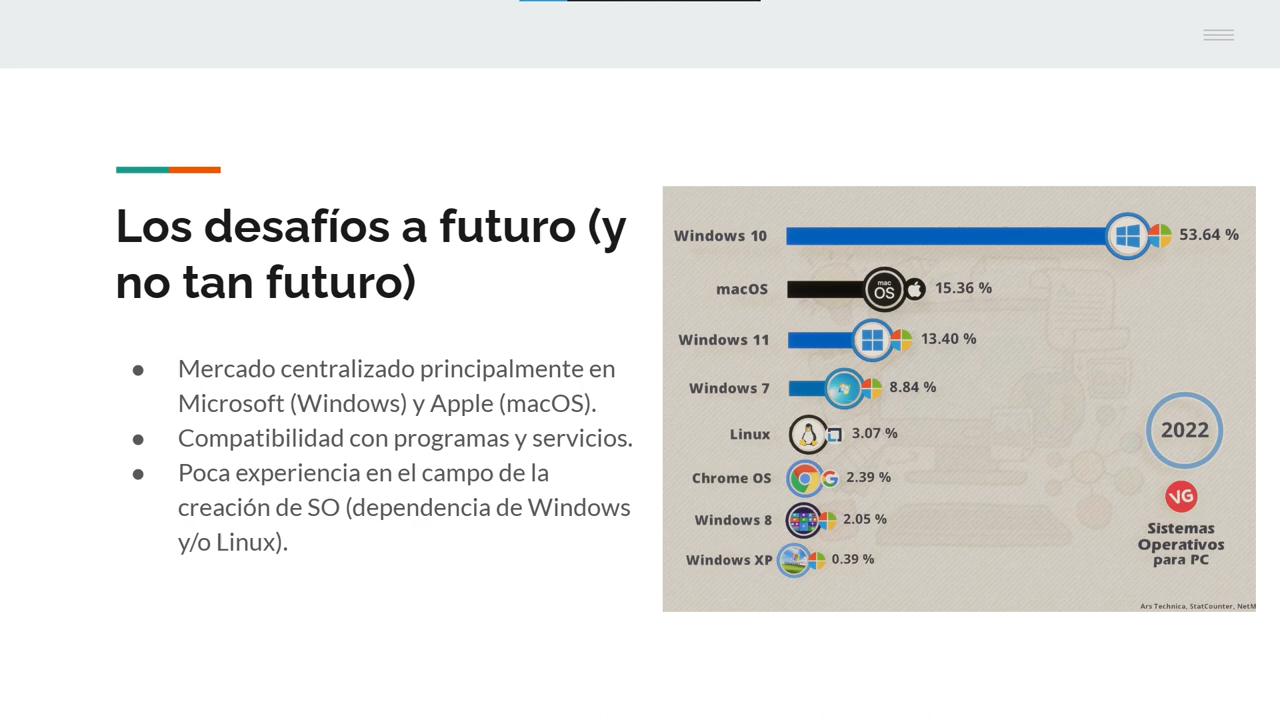 Los desafíos a futuro (y
no tan futuro)
● Mercado centralizado principalmente en
Microsoft (Windows) y Apple (macOS).
● Compatibilidad con programas y servicios.
● Poca experiencia en el campo de la
creación de SO (dependencia de Windows
y/o Linux).
Windows 10 53.64 %
macOS mac OS 15.36 %
Windows 11 13.40 %
Windows 7 8.84 %
Linux 3.07 %
Chrome OS 2.39 %
Windows 8 2.05 %
Windows XP 0.39 %
2022
VG
Sistemas
Operativos
para PC
Ars Technica, StatCounter, NetM